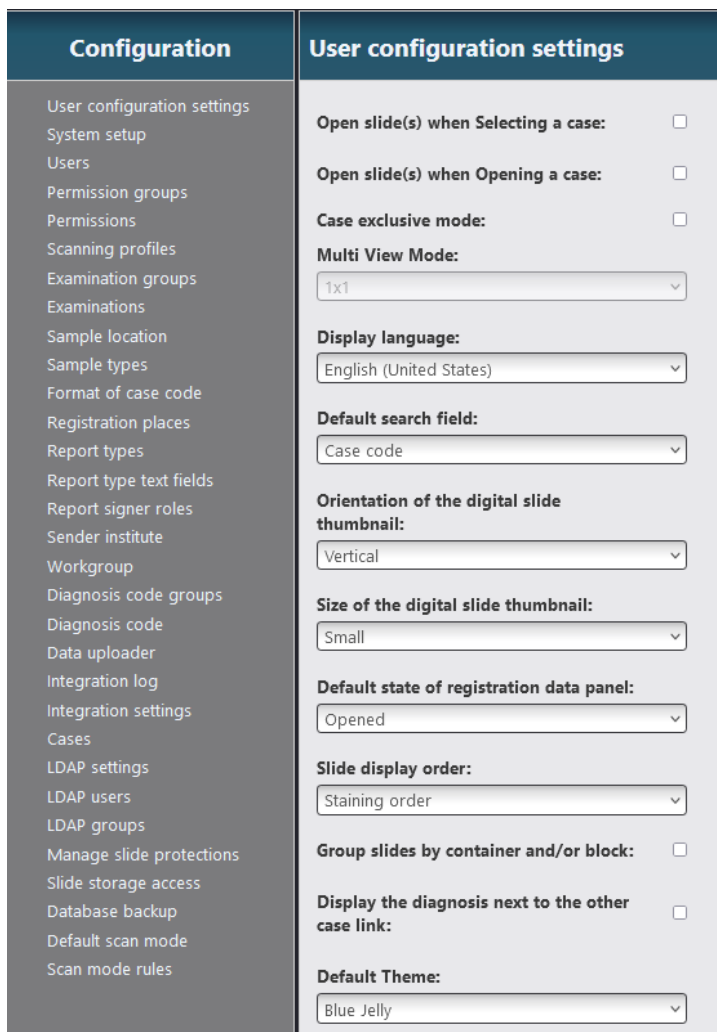 Configuration
User configuration settings
System setup
Users
Permission groups
Permissions
Scanning profiles
Examination groups
Examinations
Sample location
Sample types
Format of case code
Registration places
Report types
Report type text fields
Report signer roles
Sender institute
Workgroup
Diagnosis code groups
Diagnosis code
Data uploader
Integration log
Integration settings
Cases
LDAP settings
LDAP users
LDAP groups
Manage slide protections
Slide storage access
Database backup
Default scan mode
Scan mode rules
User configuration settings
Open slide(s) when Selecting a case:
Open slide(s) when Opening a case:
Case exclusive mode:
Multi View Mode:
1x1
Display language:
English (United States)
Default search field:
Case code
Orientation of the digital slide
thumbnail:
Vertical
Size of the digital slide thumbnail:
Small
Default state of registration data panel:
Opened
Slide display order:
Staining order
Group slides by container and/or block:
Display the diagnosis next to the other
case link:
Default Theme:
Blue Jelly